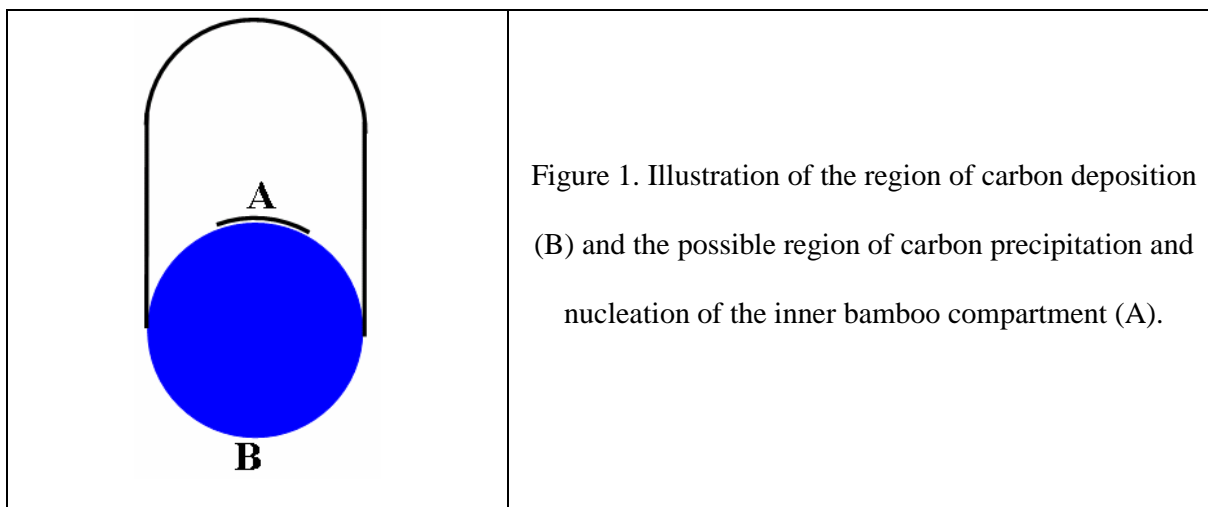 A
B
Figure 1. Illustration of the region of carbon deposition
(B) and the possible region of carbon precipitation and
nucleation of the inner bamboo compartment (A).